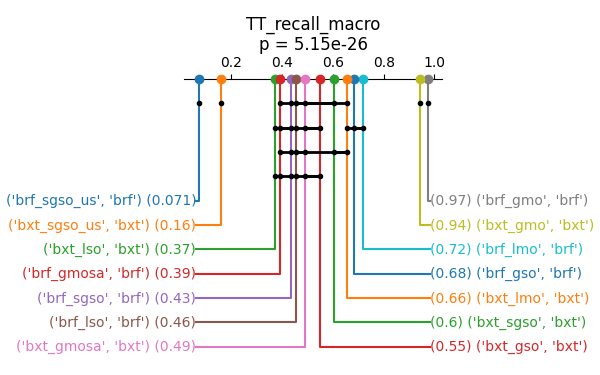 TT_recall_macro
p = 5.15e-26
0.2 0.4 0.6 0.8 1.0
('brf_sgso_us', 'brf') (0.071) (0.97) ('brf_gmo', 'brf')
('bxt_sgso_us', 'bxt') (0.16) (0.94) ('bxt_gmo', 'bxt')
('bxt_lso', 'bxt') (0.37) (0.72) ('brf_lmo', 'brf')
('brf_gmosa', 'brf') (0.39) (0.68) ('brf_gso', 'brf')
('brf_sgso', 'brf') (0.43) (0.66) ('bxt_lmo', 'bxt')
('brf_lso', 'brf') (0.46) (0.6) ('bxt_sgso', 'bxt')
('bxt_gmosa', 'bxt') (0.49) (0.55) ('bxt_gso', 'bxt')